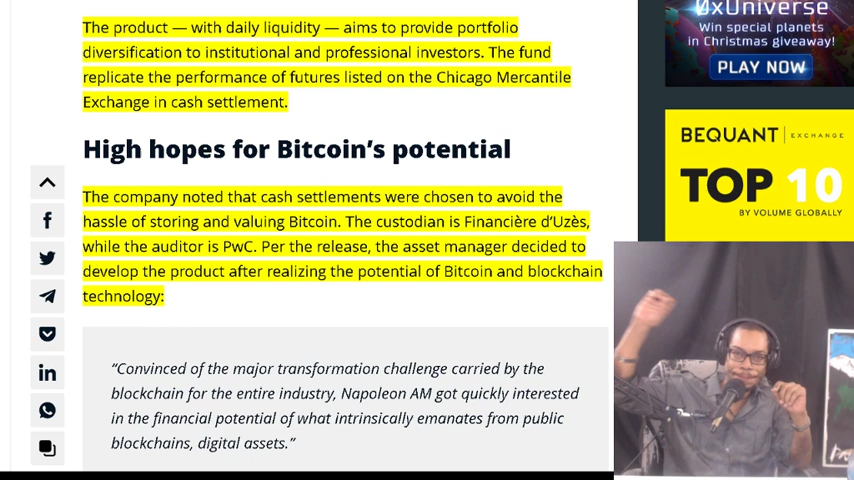 The product — with daily liquidity — aims to provide portfolio
diversification to institutional and professional investors. The fund
replicate the performance of futures listed on the Chicago Mercantile
Exchange in cash settlement.
High hopes for Bitcoin’s potential
The company noted that cash settlements were chosen to avoid the
hassle of storing and valuing Bitcoin. The custodian is Financière d’Uzès,
while the auditor is PwC. Per the release, the asset manager decided to
develop the product after realizing the potential of Bitcoin and blockchain
technology:
“Convinced of the major transformation challenge carried by the
blockchain for the entire industry, Napoleon AM got quickly interested
in the financial potential of what intrinsically emanates from public
blockchains, digital assets.”
0xUniverse
Win special planets
in Christmas giveaway!
PLAY NOW
BEQUANT | EXCHANGE
TOP 10
BY VOLUME GLOBALLY